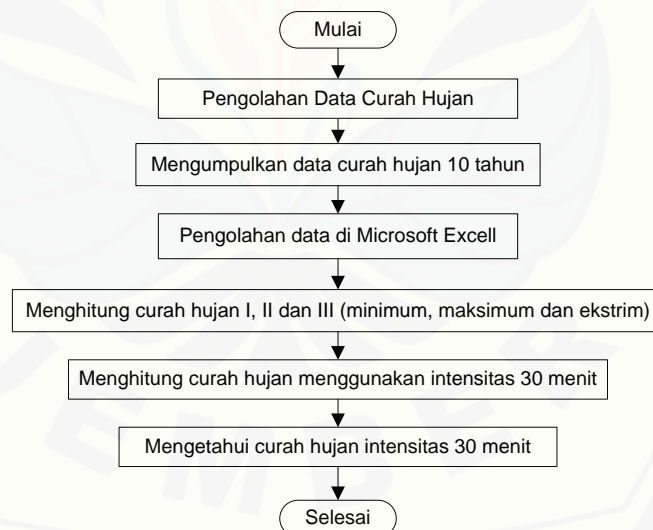 Mulai
Pengolahan Data Curah Hujan
Mengumpulkan data curah hujan 10 tahun
Pengolahan data di Microsoft Excell
Menghitung curah hujan I, II dan III (minimum, maksimum dan ekstrim)
Menghitung curah hujan menggunakan intensitas 30 menit
Mengetahui curah hujan intensitas 30 menit
Selesai
JEMBER